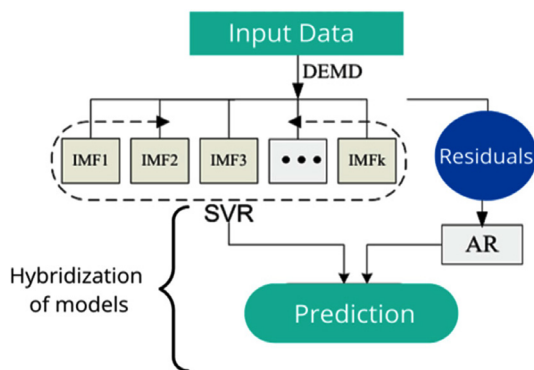 Input Data
DEMD
IMF1
IMF2
IMF3
•••
IMFk
Residuals
SVR
AR
Hybridization
of models
Prediction